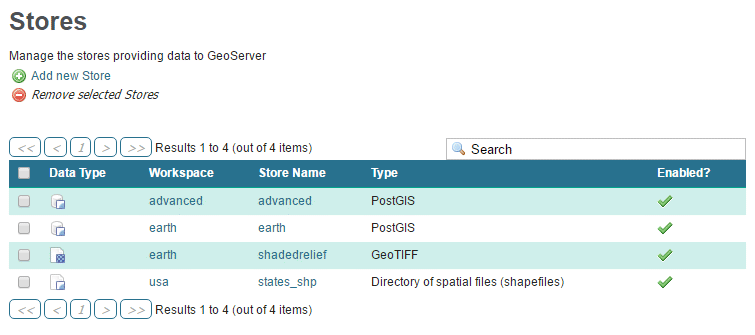 Stores
Manage the stores providing data to GeoServer
Add new Store
Remove selected Stores
<< < 1 > >> Results 1 to 4 (out of 4 items) Search
Data Type Workspace Store Name Type Enabled?
advanced advanced PostGIS
earth earth PostGIS
earth shadedrelief GeoTIFF
usa states_shp Directory of spatial files (shapefiles)
<< < 1 > >> Results 1 to 4 (out of 4 items)